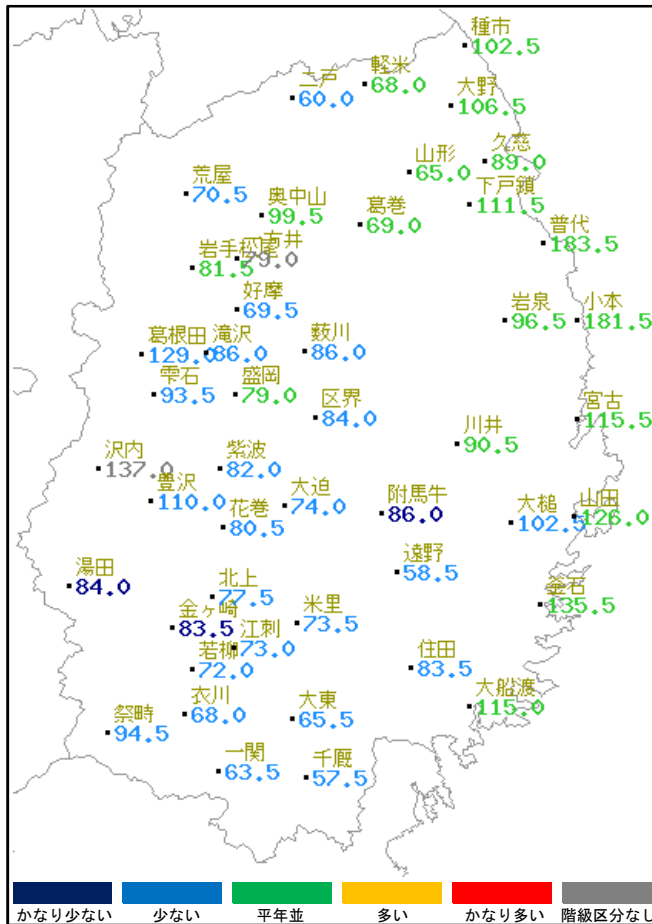 種市
102.5
軽米
68.0
二戸
60.0
大野
106.5
久慈
89.0
山形
65.0
荒屋
70.5
下戸鎖
111.5
奥中山
99.5
葛巻
69.0
普代
183.5
一方井
79.0
岩手松尾
81.5
好摩
69.5
岩泉
96.5
小本
181.5
葛根田
129.0
滝沢
86.0
薮川
86.0
雫石
93.5
盛岡
79.0
区界
84.0
宮古
115.5
川井
90.5
沢内
137.0
紫波
82.0
豊沢
110.0
大迫
74.0
附馬牛
86.0
花巻
80.5
大槌
102.5
山田
126.0
遠野
58.5
湯田
84.0
北上
77.5
釜石
135.5
金ヶ崎
83.5
米里
73.5
江刺
73.0
若柳
72.0
住田
83.5
衣川
68.0
大東
65.5
大船渡
115.0
祭畤
94.5
一関
63.5
千厩
57.5
かなり少ない
少ない
平年並
多い
かなり多い
階級区分なし